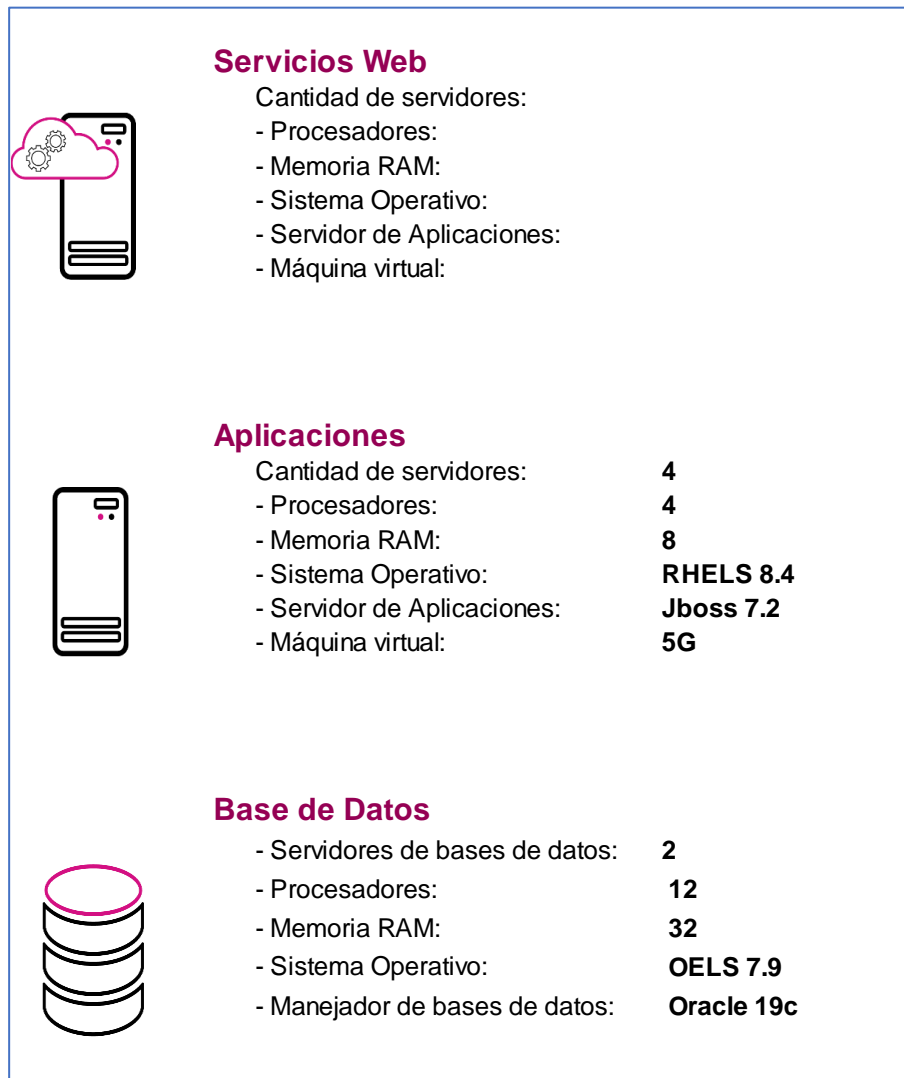 Servicios Web
Cantidad de servidores:
- Procesadores:
- Memoria RAM:
- Sistema Operativo:
- Servidor de Aplicaciones:
- Máquina virtual:
Aplicaciones
Cantidad de servidores: 4
- Procesadores: 4
- Memoria RAM: 8
- Sistema Operativo: RHELS 8.4
- Servidor de Aplicaciones: Jboss 7.2
- Máquina virtual: 5G
Base de Datos
- Servidores de bases de datos: 2
- Procesadores: 12
- Memoria RAM: 32
- Sistema Operativo: OELS 7.9
- Manejador de bases de datos: Oracle 19c